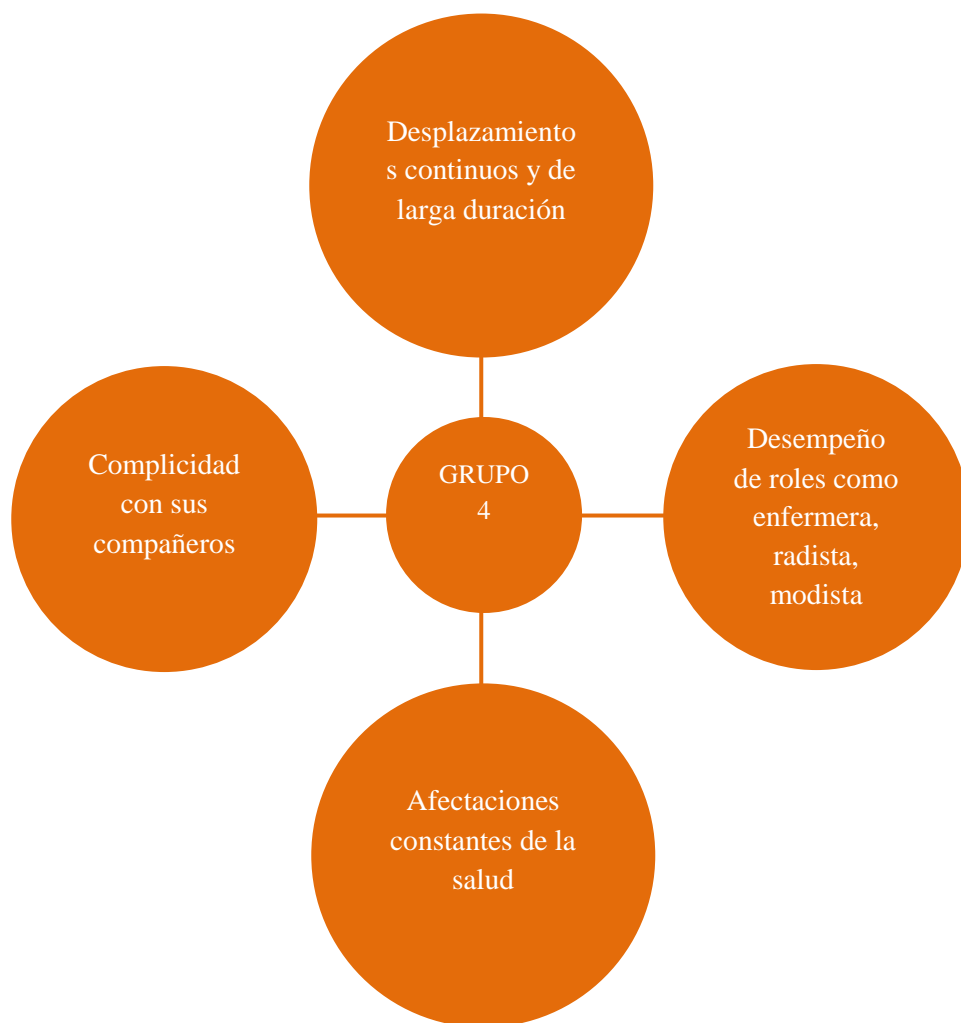 Desplazamiento
s continuos y de
larga duración
Complicidad
con sus
compañeros
GRUPO
4
Desempeño
de roles como
enfermera,
radista,
modista
Afectaciones
constantes de la
salud